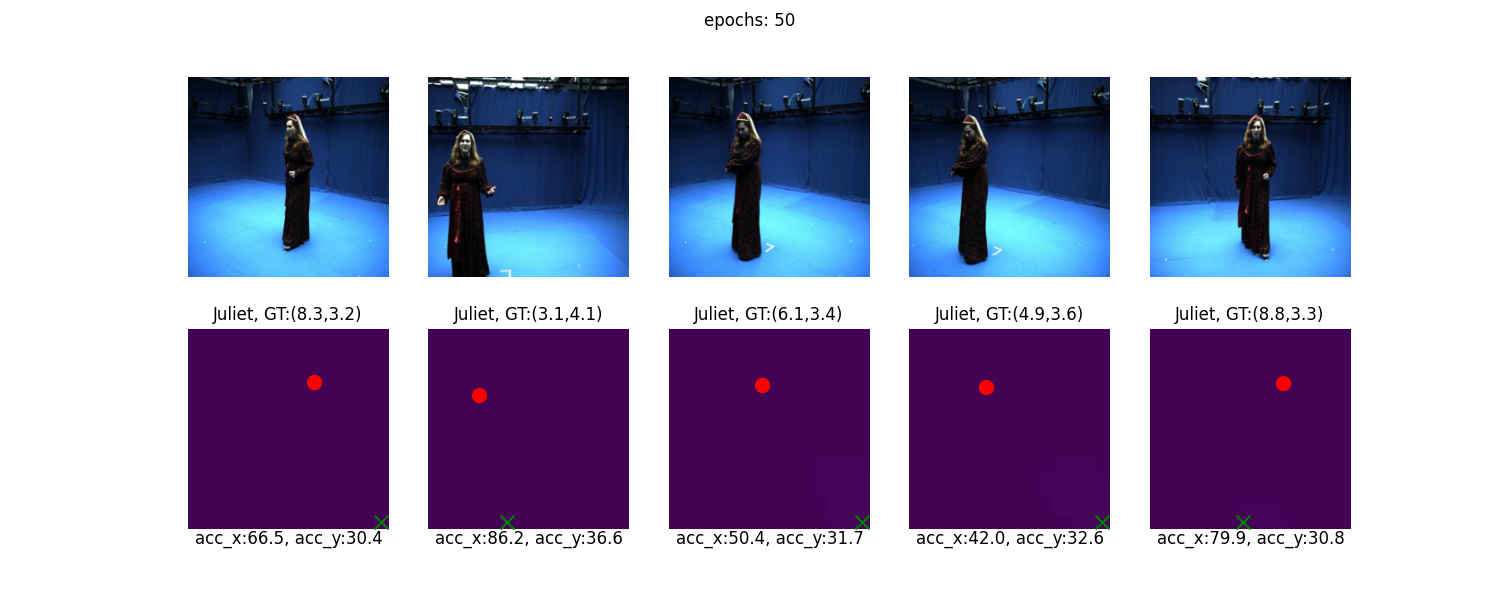 epochs: 50
Juliet, GT:(8.3,3.2)
Juliet, GT:(3.1,4.1)
Juliet, GT:(6.1,3.4)
Juliet, GT:(4.9,3.6)
Juliet, GT:(8.8,3.3)
acc_x:66.5, acc_y:30.4
acc_x:86.2, acc_y:36.6
acc_x:50.4, acc_y:31.7
acc_x:42.0, acc_y:32.6
acc_x:79.9, acc_y:30.8